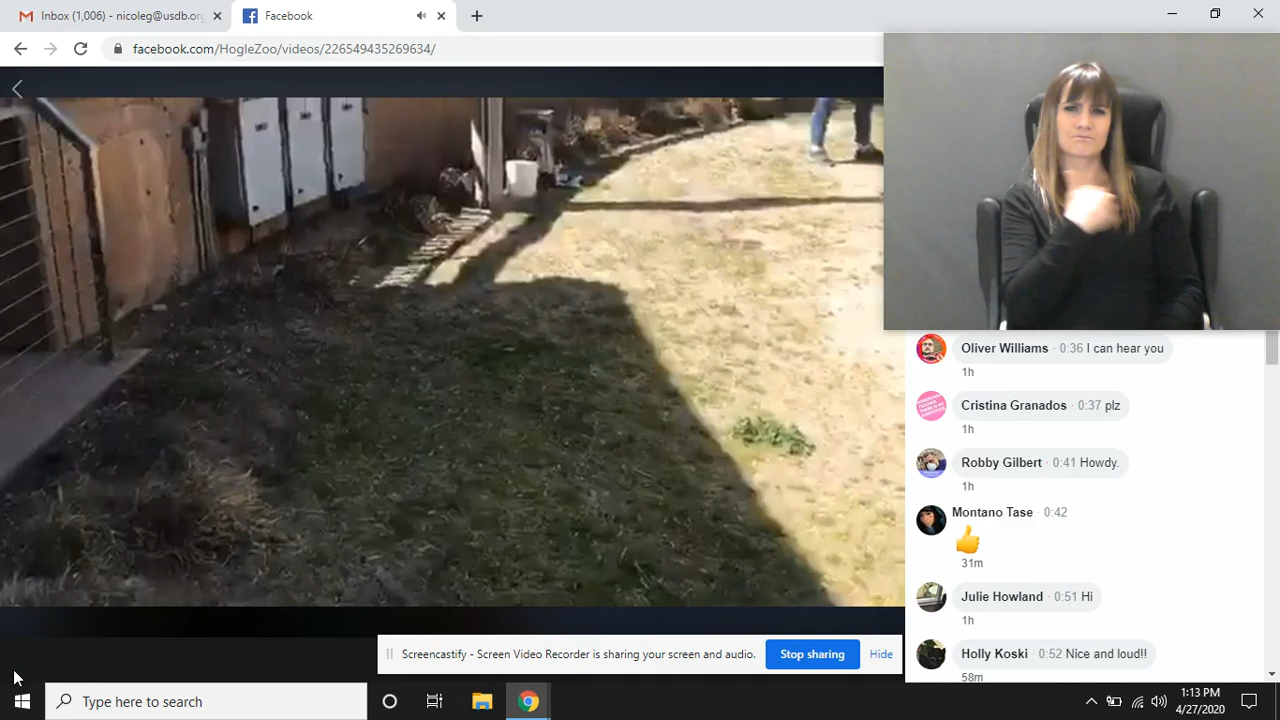 Inbox (1,006) - nicoleg@usdb.org
Facebook
facebook.com/HogleZoo/videos/226549435269634/
Oliver Williams · 0:36 I can hear you
1h
Cristina Granados · 0:37 plz
1h
Robby Gilbert · 0:41 Howdy.
1h
Montano Tase · 0:42
31m
Julie Howland · 0:51 Hi
1h
Holly Koski · 0:52 Nice and loud!!
58m
Screencastify - Screen Video Recorder is sharing your screen and audio.
Stop sharing
Hide
Type here to search
1:13 PM
4/27/2020